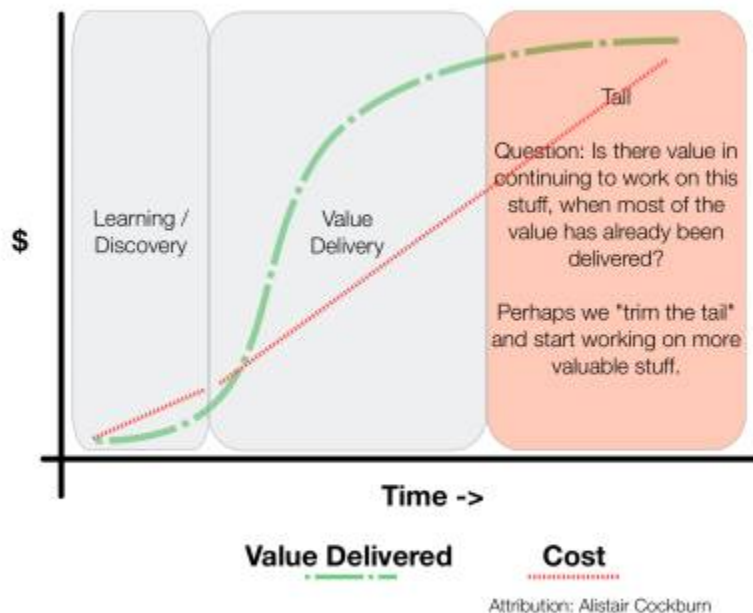 Tail
Question: Is there value in
continuing to work on this
stuff, when most of the
value has already been
delivered?
Perhaps we "trim the tail"
and start working on more
valuable stuff.
Learning /
Discovery
Value
Delivery
$
Time ->
Value Delivered
Cost
Attribution: Alistair Cockburn